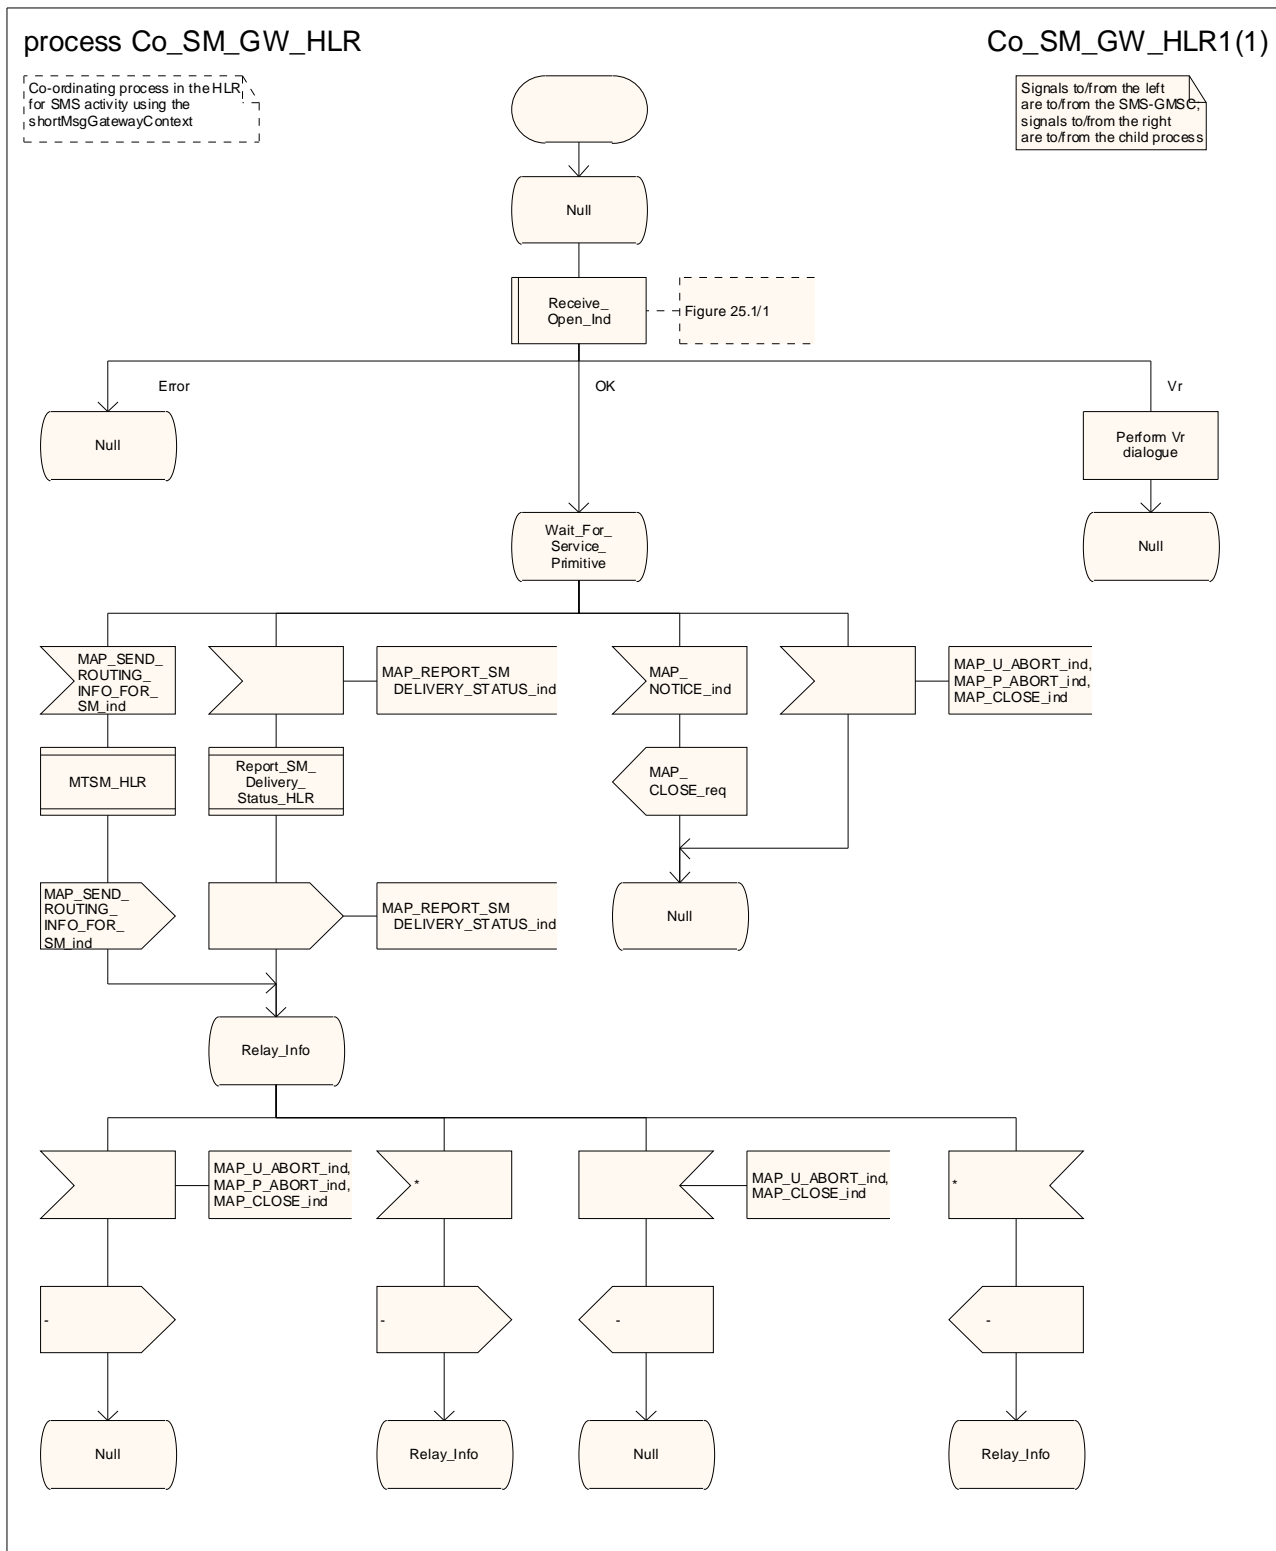 process Co_SM_GW_HLR
Co_SM_GW_HLR1(1)
Co-ordinating process in the HLR
for SMS activity using the
shortMsgGatewayContext
Signals to/from the left
are to/from the SMS-GMSC;
signals to/from the right
are to/from the child process
Null
Receive_
Open_Ind
Figure 25.1/1
Error
OK
Vr
Null
Perform Vr
dialogue
Wait_For_
Service_
Primitive
Null
MAP_SEND_
ROUTING_
INFO_FOR_
SM_ind
MAP_REPORT_SM
DELIVERY_STATUS_ind
MAP_
NOTICE_ind
MAP_U_ABORT_ind,
MAP_P_ABORT_ind,
MAP_CLOSE_ind
MTSM_HLR
Report_SM_
Delivery_
Status_HLR
MAP_
CLOSE_req
MAP_SEND_
ROUTING_
INFO_FOR_
SM_ind
MAP_REPORT_SM
DELIVERY_STATUS_ind
Null
Relay_Info
MAP_U_ABORT_ind,
MAP_P_ABORT_ind,
MAP_CLOSE_ind
*
MAP_U_ABORT_ind,
MAP_CLOSE_ind
*
-
-
-
-
Null
Relay_Info
Null
Relay_Info